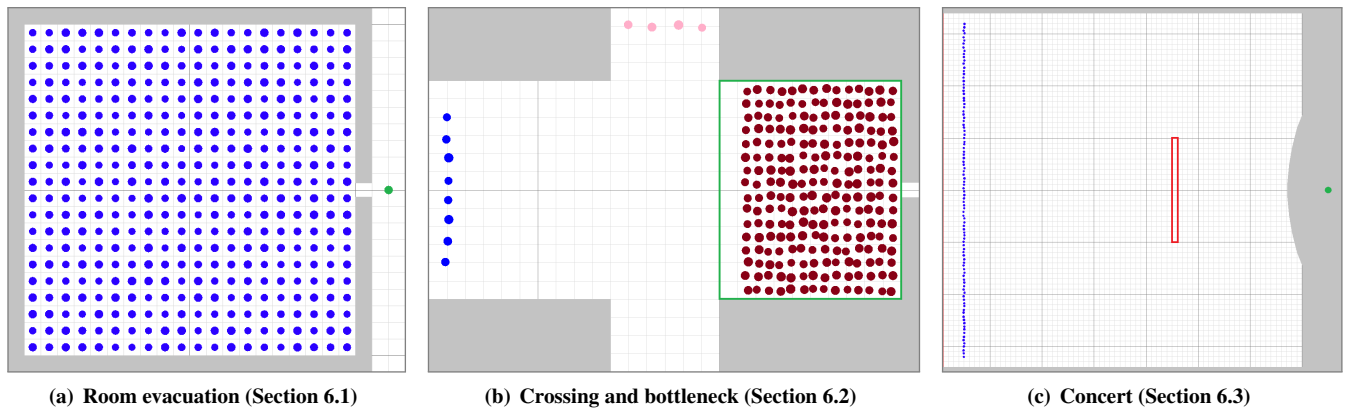 (a) Room evacuation (Section 6.1)
(b) Crossing and bottleneck (Section 6.2)
(c) Concert (Section 6.3)